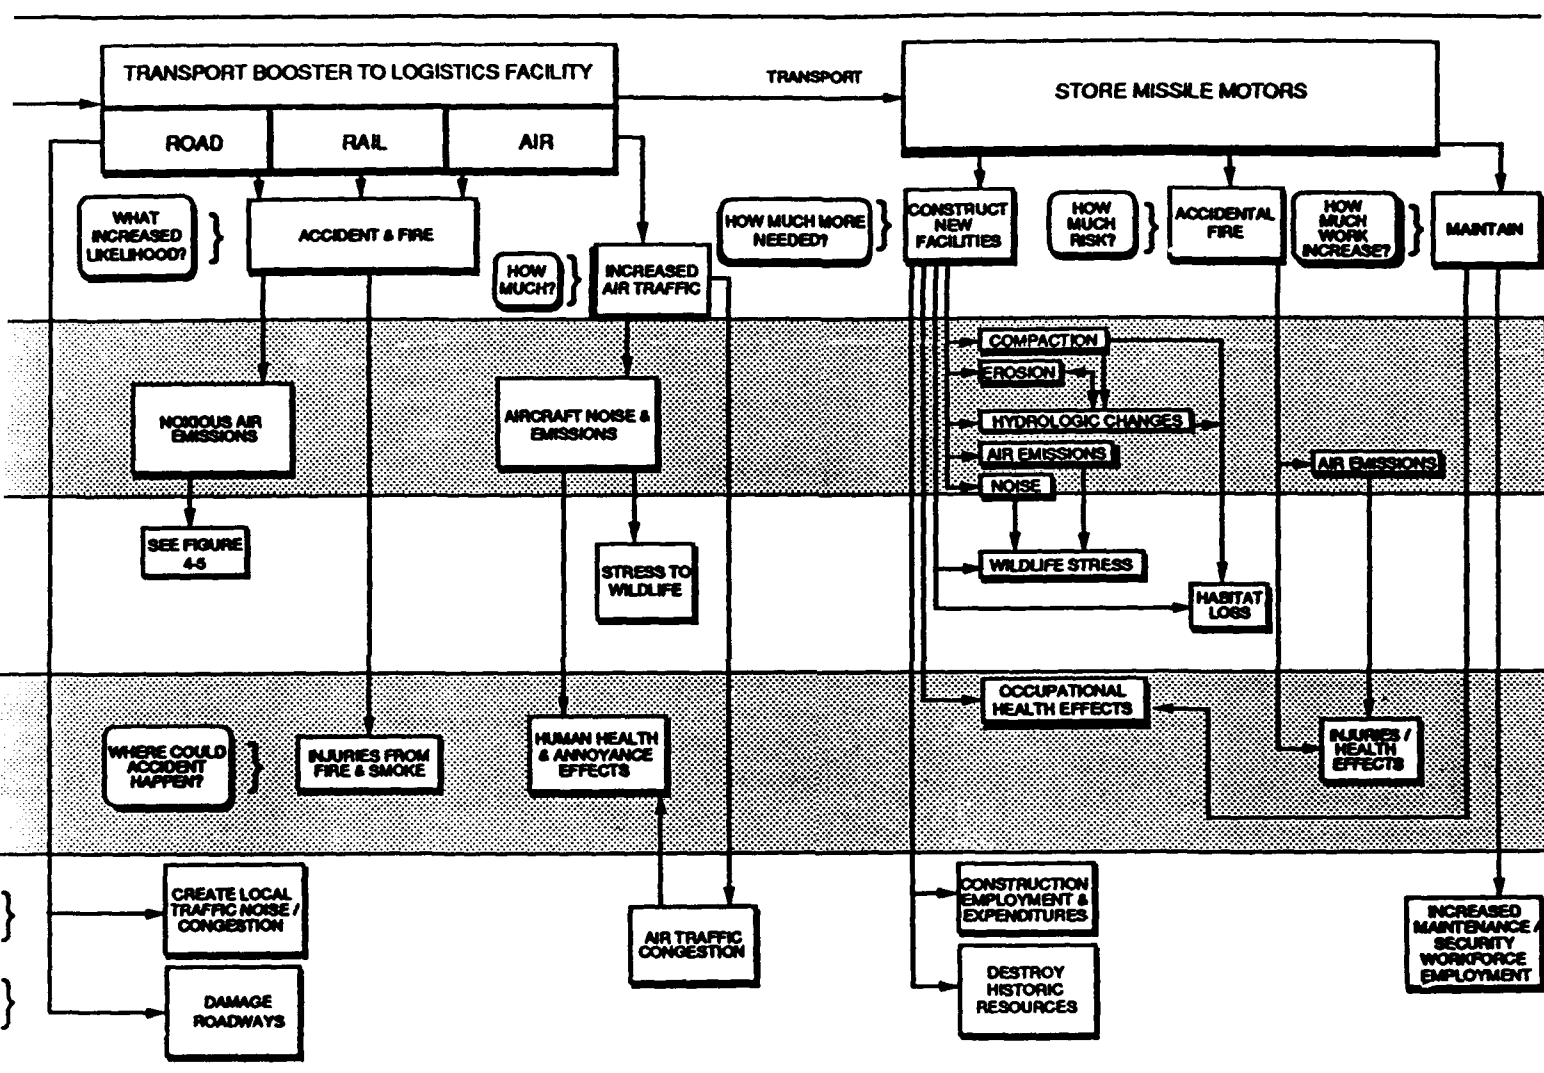 TRANSPORT BOOSTER TO LOGISTICS FACILITY
ROAD
RAIL
AIR
TRANSPORT
STORE MISSILE MOTORS
WHAT
INCREASED
LIKELIHOOD?
ACCIDENT & FIRE
HOW
MUCH?
INCREASED
AIR TRAFFIC
HOW MUCH MORE
NEEDED?
CONSTRUCT
NEW
FACILITIES
HOW
MUCH
RISK?
ACCIDENTAL
FIRE
HOW
MUCH
WORK
INCREASE?
MAINTAIN
NOXIOUS AIR
EMISSIONS
AIRCRAFT NOISE &
EMISSIONS
COMPACTION
EROSION
HYDROLOGIC CHANGES
AIR EMISSIONS
NOISE
AIR EMISSIONS
SEE FIGURE
4-5
STRESS TO
WILDLIFE
WILDLIFE STRESS
HABITAT
LOSS
WHERE COULD
ACCIDENT
HAPPEN?
INJURIES FROM
FIRE & SMOKE
HUMAN HEALTH
& ANNOYANCE
EFFECTS
OCCUPATIONAL
HEALTH EFFECTS
INJURIES /
HEALTH
EFFECTS
CREATE LOCAL
TRAFFIC NOISE /
CONGESTION
DAMAGE
ROADWAYS
AIR TRAFFIC
CONGESTION
CONSTRUCTION
EMPLOYMENT &
EXPENDITURES
DESTROY
HISTORIC
RESOURCES
INCREASED
MAINTENANCE /
SECURITY
WORKFORCE
EMPLOYMENT